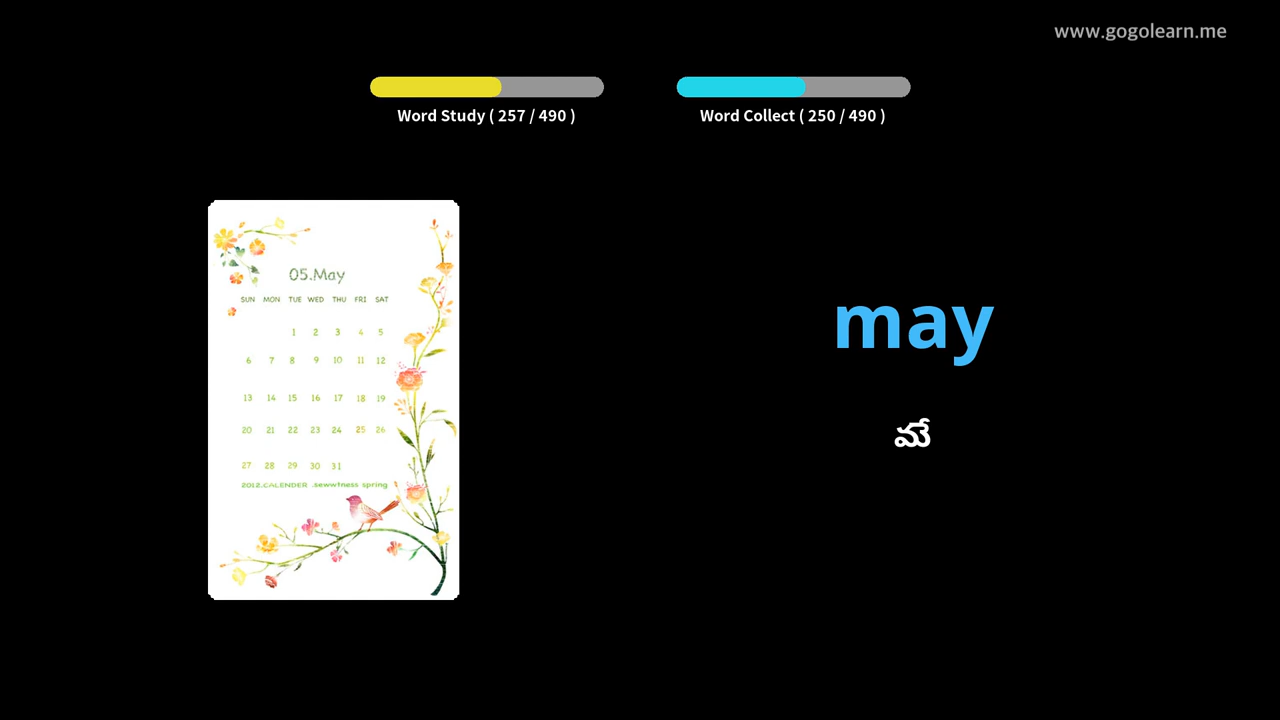 www.gogolearn.me
Word Study ( 257 / 490 )
Word Collect ( 250 / 490 )
05.May
SUN MON TUE WED THU FRI SAT
1 2 3 4 5
6 7 8 9 10 11 12
13 14 15 16 17 18 19
20 21 22 23 24 25 26
27 28 29 30 31
2012.CALENDER .sewwtness spring
may
మే